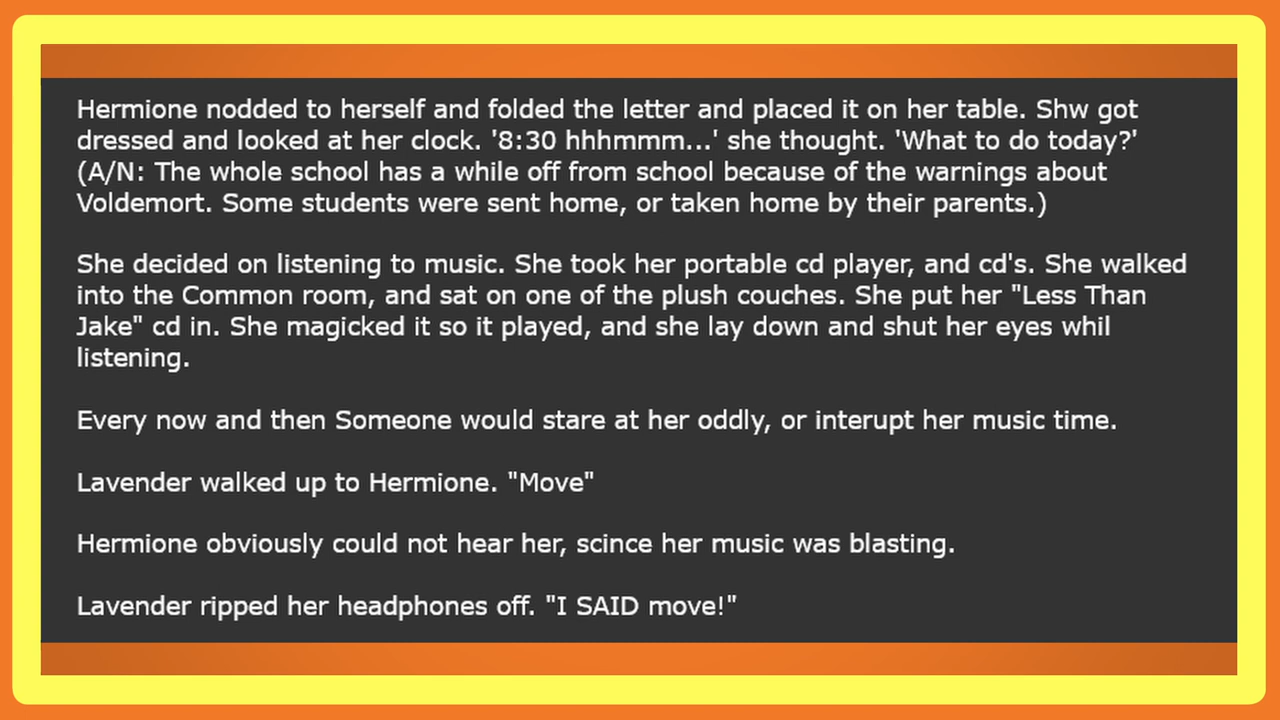 Hermione nodded to herself and folded the letter and placed it on her table. Shw got
dressed and looked at her clock. '8:30 hhhmmm...' she thought. 'What to do today?'
(A/N: The whole school has a while off from school because of the warnings about
Voldemort. Some students were sent home, or taken home by their parents.)
She decided on listening to music. She took her portable cd player, and cd's. She walked
into the Common room, and sat on one of the plush couches. She put her "Less Than
Jake" cd in. She magicked it so it played, and she lay down and shut her eyes whil
listening.
Every now and then Someone would stare at her oddly, or interupt her music time.
Lavender walked up to Hermione. "Move"
Hermione obviously could not hear her, scince her music was blasting.
Lavender ripped her headphones off. "I SAID move!"